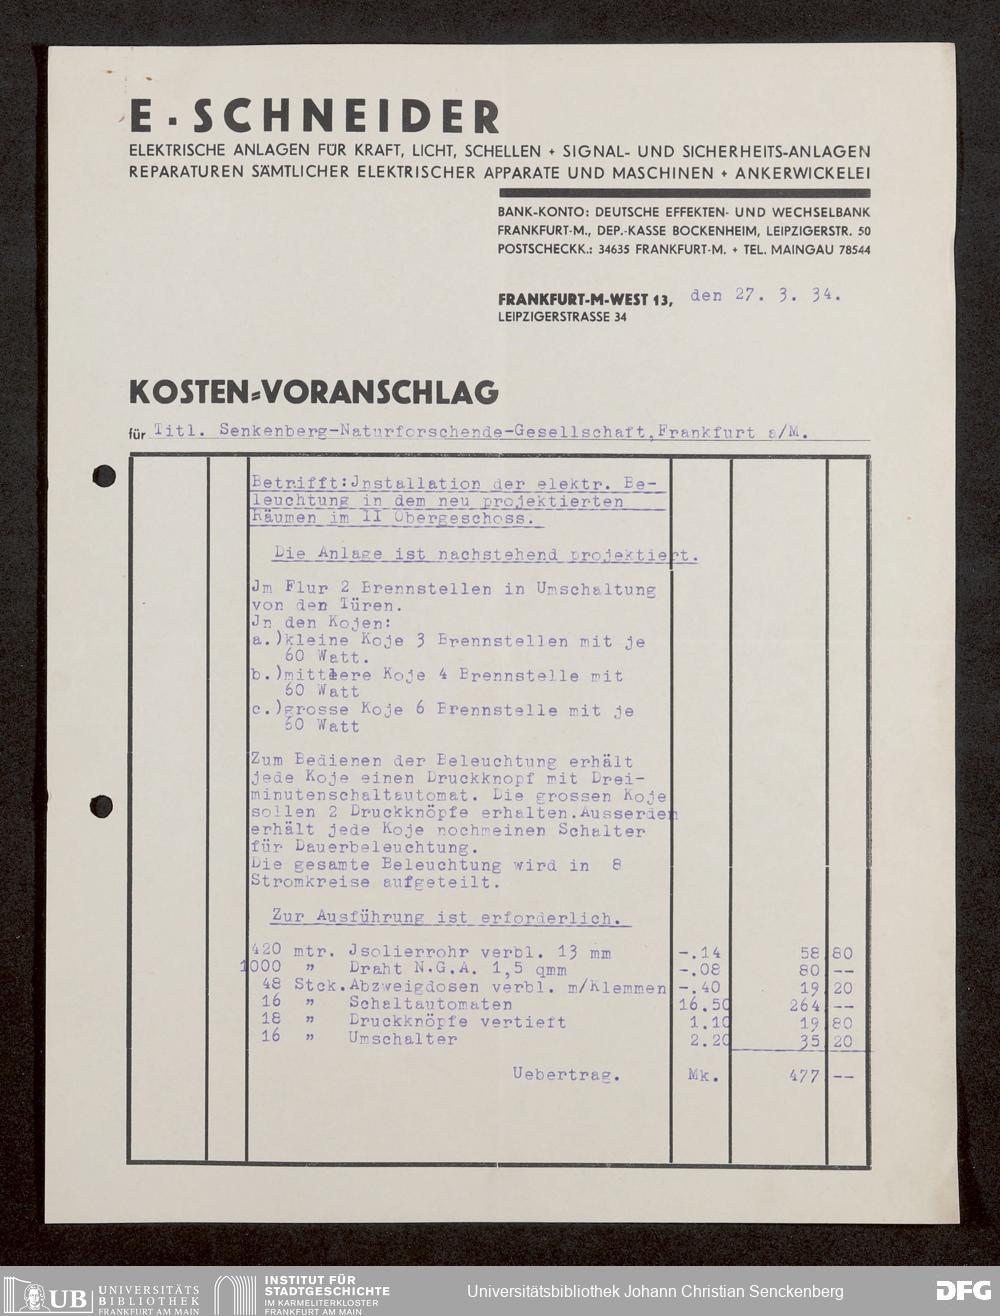 E. SCHNEIDER
ELEKTRISCHE ANLAGEN FÜR KRAFT, LICHT, SCHELLEN + SIGNAL- UND SICHERHEITS-ANLAGEN
REPARATUREN SÄMTLICHER ELEKTRISCHER APPARATE UND MASCHINEN + ANKERWICKELEI
BANK-KONTO: DEUTSCHE EFFEKTEN- UND WECHSELBANK
FRANKFURT-M., DEP.-KASSE BOCKENHEIM, LEIPZIGERSTR. 50
POSTSCHECKK.: 34635 FRANKFURT-M. + TEL. MAINGAU 78544
FRANKFURT-M-WEST 13, den 27. 3. 34.
LEIPZIGERSTRASSE 34
KOSTEN=VORANSCHLAG
für Titl. Senkenberg-Naturforschende-Gesellschaft,Frankfurt a/M.
Betrifft:Jnstallation der elektr. Be-
leuchtung in dem neu projektierten
Räumen im II Obergeschoss.
Die Anlage ist nachstehend projektiert.
Jm Flur 2 Brennstellen in Umschaltung
von den Türen.
Jn den Kojen:
a.)kleine Koje 3 Brennstellen mit je
60 Watt.
b.)mittlere Koje 4 Brennstelle mit
60 Watt
c.)grosse Koje 6 Brennstelle mit je
60 Watt
Zum Bedienen der Beleuchtung erhält
jede Koje einen Druckknopf mit Drei-
minutenschaltautomat. Die grossen Koje
sollen 2 Druckknöpfe erhalten.Ausserdem
erhält jede Koje nochmeinen Schalter
für Dauerbeleuchtung.
Die gesamte Beleuchtung wird in 8
Stromkreise aufgeteilt.
Zur Ausführung ist erforderlich.
420 mtr. Jsolierrohr verbl. 13 mm -.14 58 80
1000 " Draht N.G.A. 1,5 qmm -.08 80 --
48 Stck.Abzweigdosen verbl. m/Klemmen -.40 19 20
16 " Schaltautomaten 16.50 264 --
18 " Druckknöpfe vertieft 1.10 19 80
16 " Umschalter 2.20 35 20
Uebertrag. Mk. 477 --
UB UNIVERSITÄTS
BIBLIOTHEK
FRANKFURT AM MAIN
INSTITUT FÜR
STADTGESCHICHTE
IM KARMELITERKLOSTER
FRANKFURT AM MAIN
Universitätsbibliothek Johann Christian Senckenberg
DFG